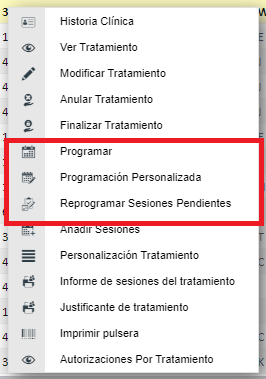 Historia Clínica
Ver Tratamiento
Modificar Tratamiento
Anular Tratamiento
Finalizar Tratamiento
Programar
Programación Personalizada
Reprogramar Sesiones Pendientes
Añadir Sesiones
Personalización Tratamiento
Informe de sesiones del tratamiento
Justificante de tratamiento
Imprimir pulsera
Autorizaciones Por Tratamiento